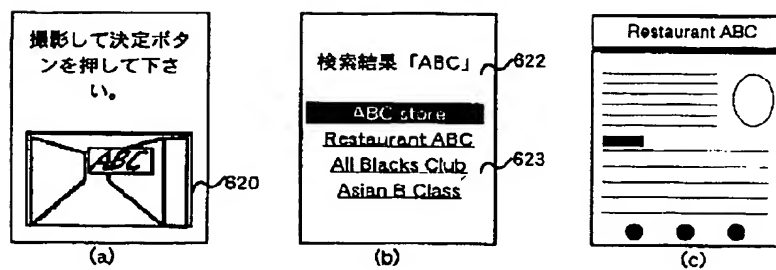 撮影して決定ボタ
ンを押して下さ
い。
ABC
620
(a)
検索結果「ABC」
622
ABC store
Restaurant ABC
All Blacks Club
623
Asian B Class
(b)
Restaurant ABC
(c)